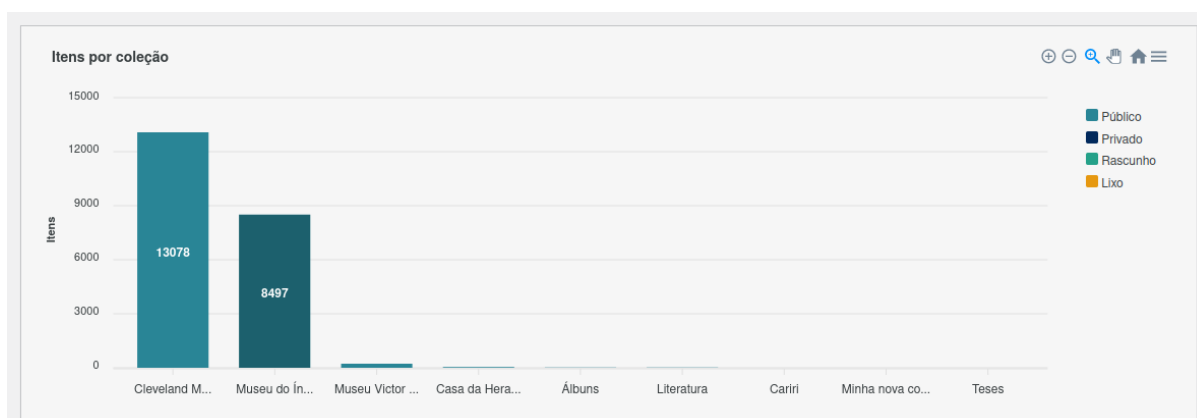 Itens por coleção
15000
12000
9000
6000
3000
0
Itens
13078
8497
Cleveland M...
Museu do Ín...
Museu Victor ...
Casa da Hera...
Álbuns
Literatura
Cariri
Minha nova co...
Teses
Público
Privado
Rascunho
Lixo